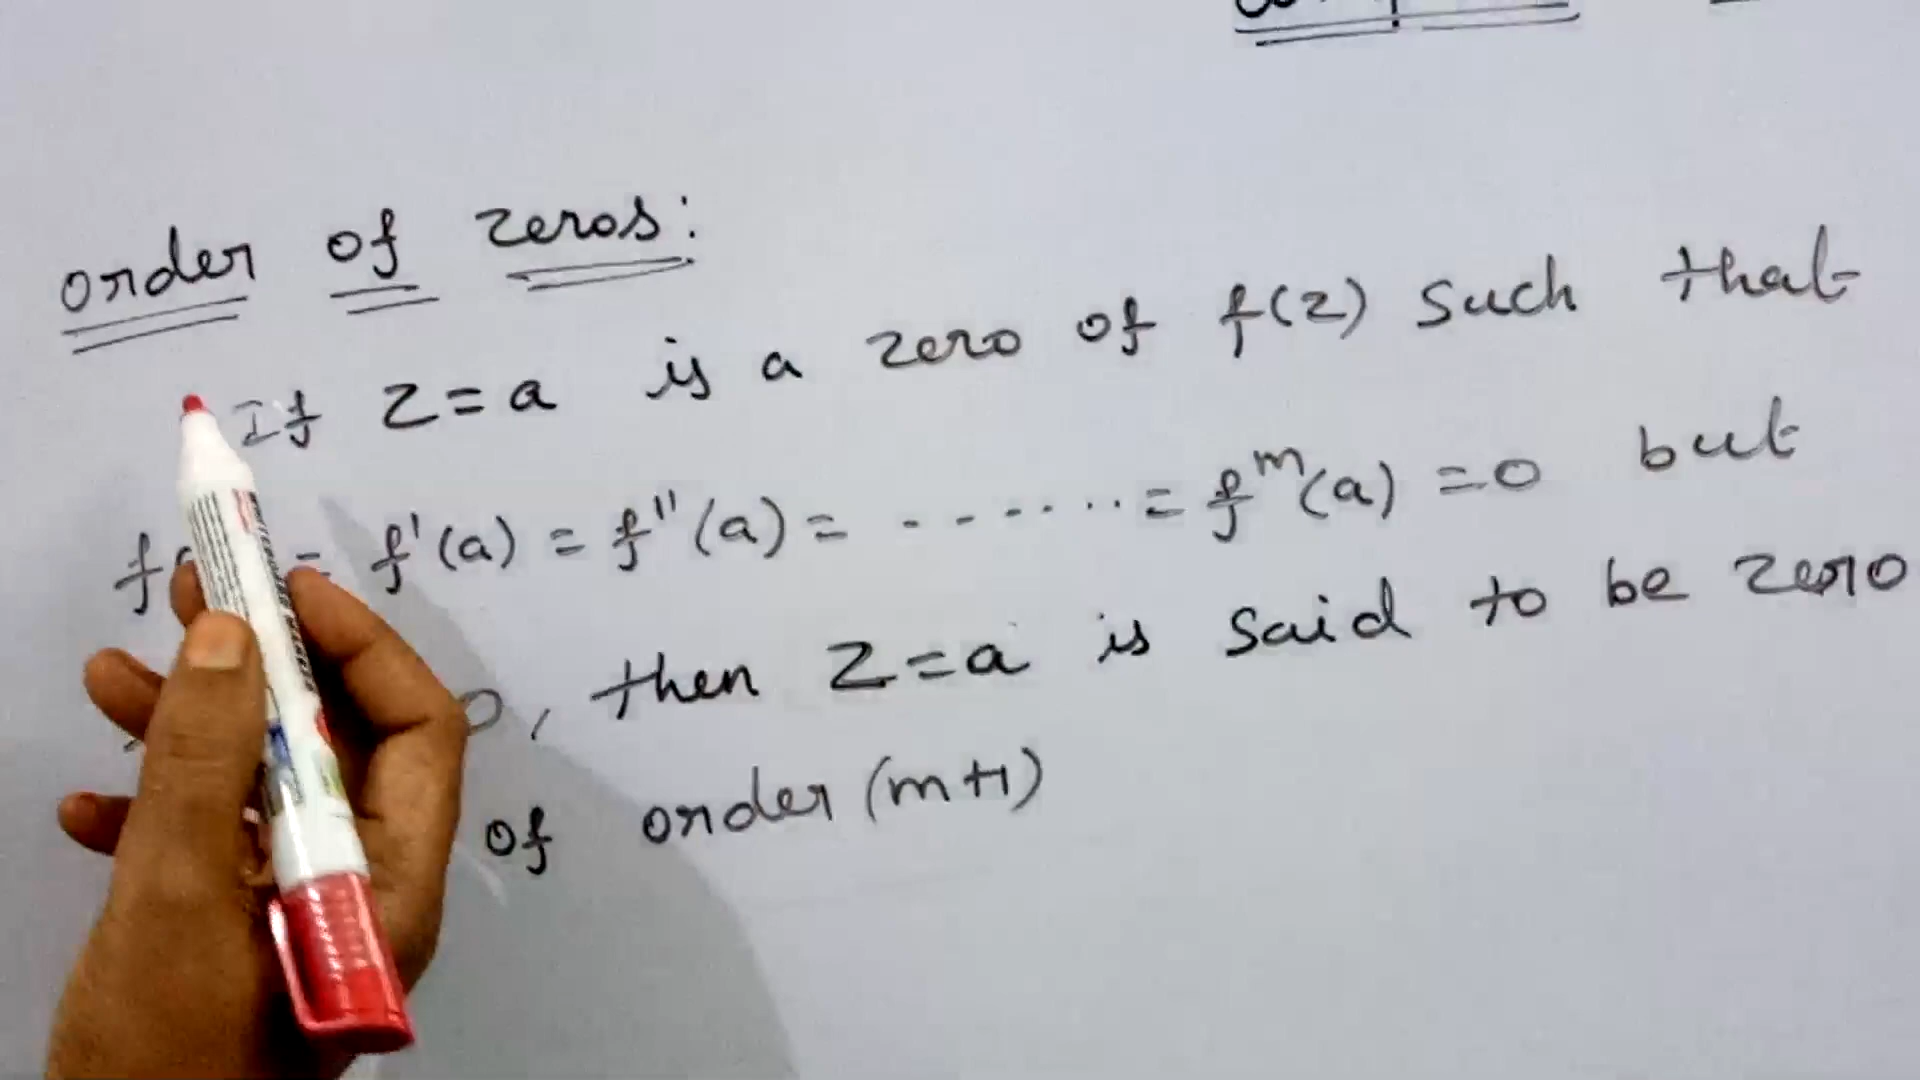 order of zeros:
If z=a is a zero of f(z) such that
= f'(a) = f''(a) = - - - - ... = f^m(a) =0 but
, then z=a is said to be zero
of order (m+1)